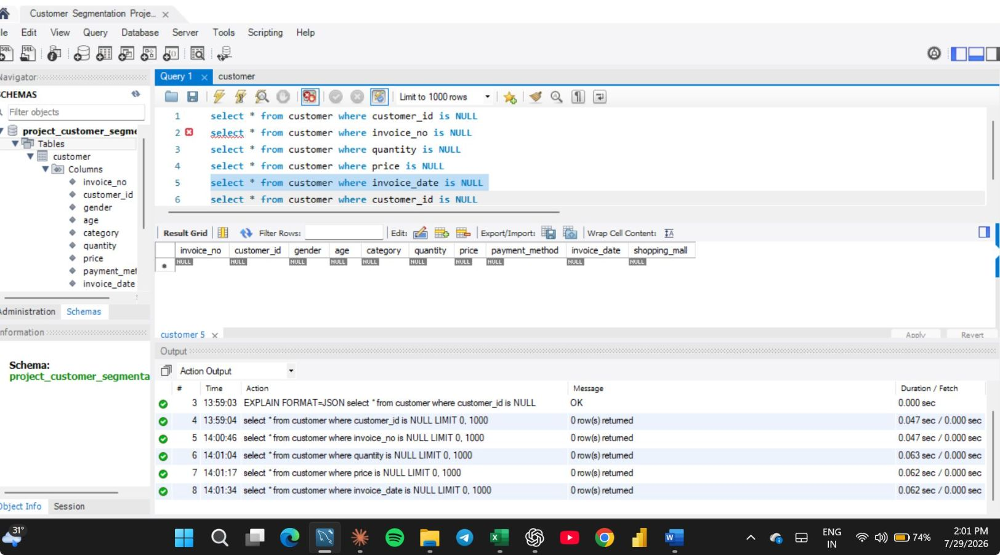 Customer Segmentation Proje...
le Edit View Query Database Server Tools Scripting Help
Navigator
Query 1 customer
SCHEMAS
Limit to 1000 rows
Filter objects
project_customer_segme
Tables
customer
Columns
invoice_no
customer_id
gender
age
category
quantity
price
payment_met
invoice_date
1 select * from customer where customer_id is NULL
2 select * from customer where invoice_no is NULL
3 select * from customer where quantity is NULL
4 select * from customer where price is NULL
5 select * from customer where invoice_date is NULL
6 select * from customer where customer_id is NULL
Result Grid Filter Rows: Edit: Export/Import: Wrap Cell Content:
invoice_no customer_id gender age category quantity price payment_method invoice_date shopping_mall
NULL NULL NULL NULL NULL NULL NULL NULL NULL NULL
Administration Schemas
Information
Schema:
project_customer_segmenta
customer 5 Apply Revert
Output
Action Output
# Time Action Message Duration / Fetch
3 13:59:03 EXPLAIN FORMAT=JSON select * from customer where customer_id is NULL OK 0.000 sec
4 13:59:04 select * from customer where customer_id is NULL LIMIT 0, 1000 0 row(s) returned 0.047 sec / 0.000 sec
5 14:00:46 select * from customer where invoice_no is NULL LIMIT 0, 1000 0 row(s) returned 0.047 sec / 0.000 sec
6 14:01:04 select * from customer where quantity is NULL LIMIT 0, 1000 0 row(s) returned 0.063 sec / 0.000 sec
7 14:01:17 select * from customer where price is NULL LIMIT 0, 1000 0 row(s) returned 0.062 sec / 0.000 sec
8 14:01:34 select * from customer where invoice_date is NULL LIMIT 0, 1000 0 row(s) returned 0.062 sec / 0.000 sec
Object Info Session
31°
ENG
IN
74%
2:01 PM
7/29/2026